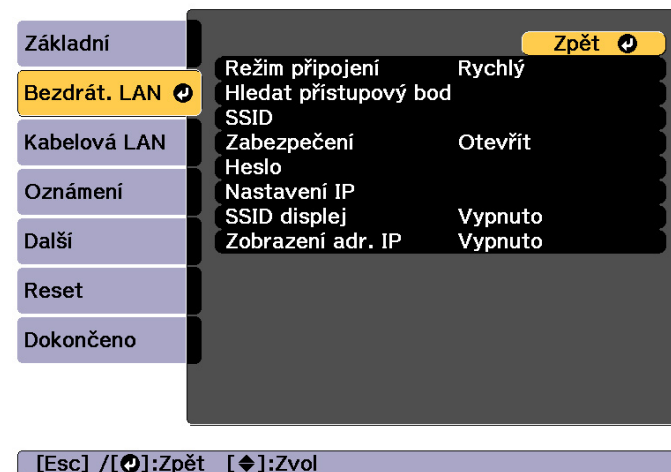 Základní
Bezdrát. LAN
Kabelová LAN
Oznámení
Další
Reset
Dokončeno
Zpět
Režim připojení Rychlý
Hledat přístupový bod
SSID
Zabezpečení Otevřít
Heslo
Nastavení IP
SSID displej Vypnuto
Zobrazení adr. IP Vypnuto
[Esc] /[⏎]:Zpět [◆]:Zvol